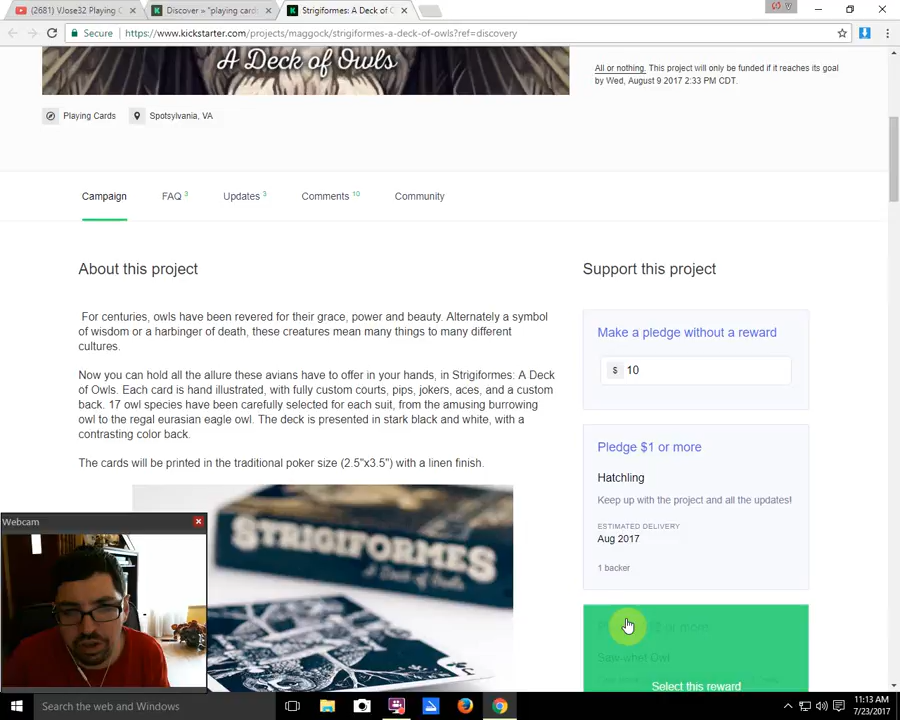 (2681) VJose32 Playing C
Discover » "playing cards
Strigiformes: A Deck of O
Secure
https://www.kickstarter.com/projects/maggock/strigiformes-a-deck-of-owls?ref=discovery
A Deck of Owls
All or nothing. This project will only be funded if it reaches its goal
by Wed, August 9 2017 2:33 PM CDT.
Playing Cards
Spotsylvania, VA
Campaign
FAQ 3
Updates 3
Comments 10
Community
About this project
For centuries, owls have been revered for their grace, power and beauty. Alternately a symbol
of wisdom or a harbinger of death, these creatures mean many things to many different
cultures.
Now you can hold all the allure these avians have to offer in your hands, in Strigiformes: A Deck
of Owls. Each card is hand illustrated, with fully custom courts, pips, jokers, aces, and a custom
back. 17 owl species have been carefully selected for each suit, from the amusing burrowing
owl to the regal eurasian eagle owl. The deck is presented in stark black and white, with a
contrasting color back.
The cards will be printed in the traditional poker size (2.5"x3.5") with a linen finish.
STRIGIFORMES
A Deck of Owls
Support this project
Make a pledge without a reward
$ 10
Pledge $1 or more
Hatchling
Keep up with the project and all the updates!
ESTIMATED DELIVERY
Aug 2017
1 backer
or more
Saw-whet Owl
Select this reward
Webcam
Search the web and Windows
11:13 AM
7/23/2017